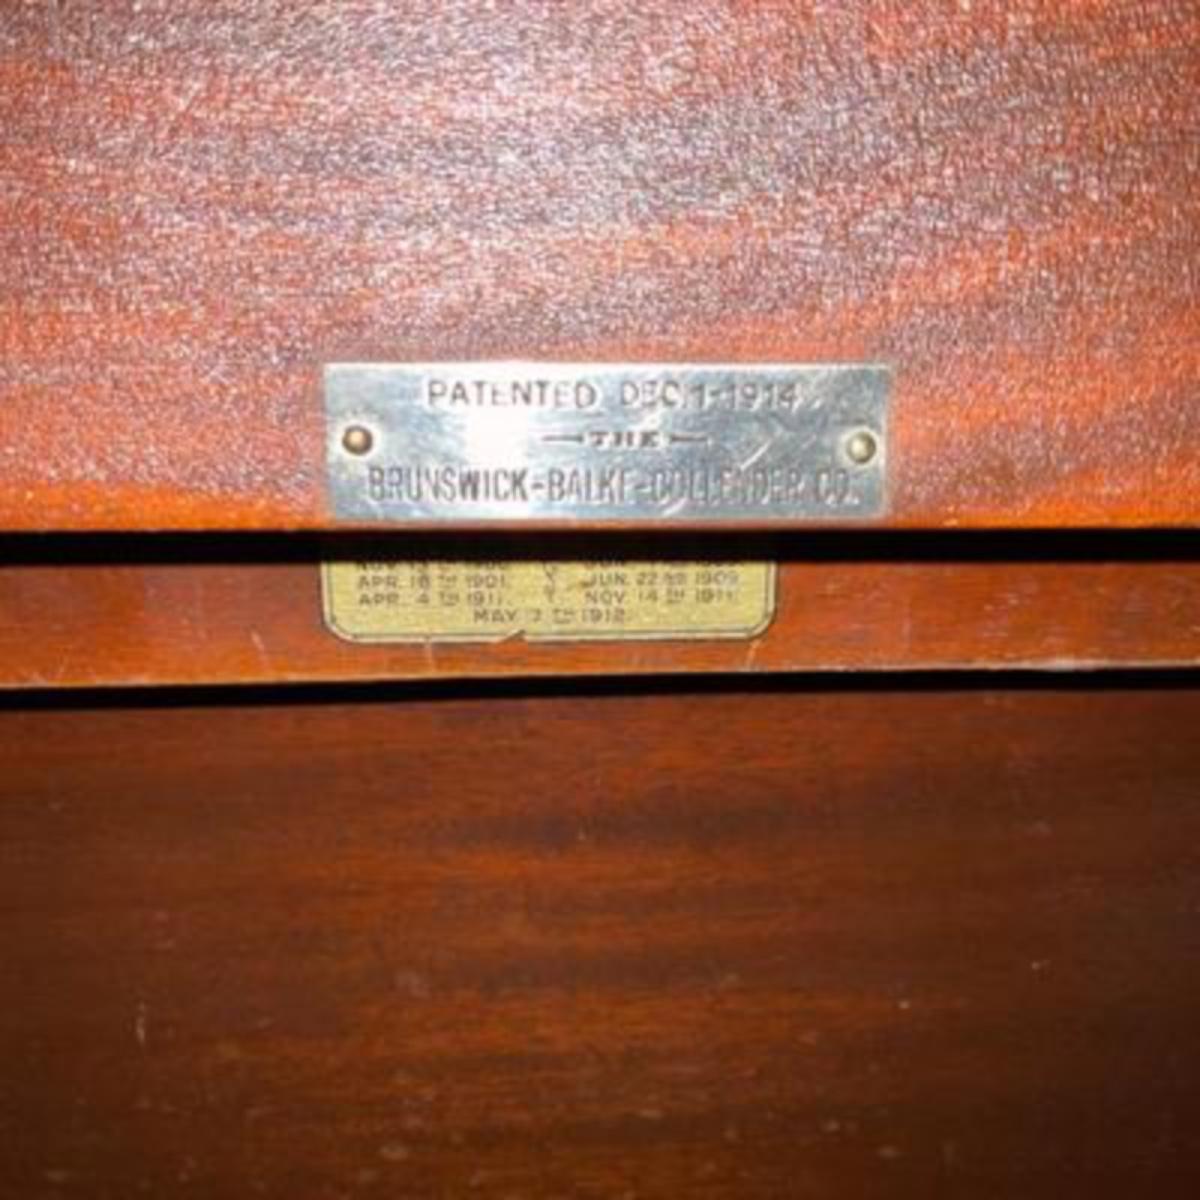 PATENTED DEC. 1-1914
THE
BRUNSWICK-BALKE-COLLENDER CO.
APR. 16TH 1901. JUN. 22ND 1909
APR. 4TH 1911. NOV. 14TH 1911.
MAY 7TH 1912.